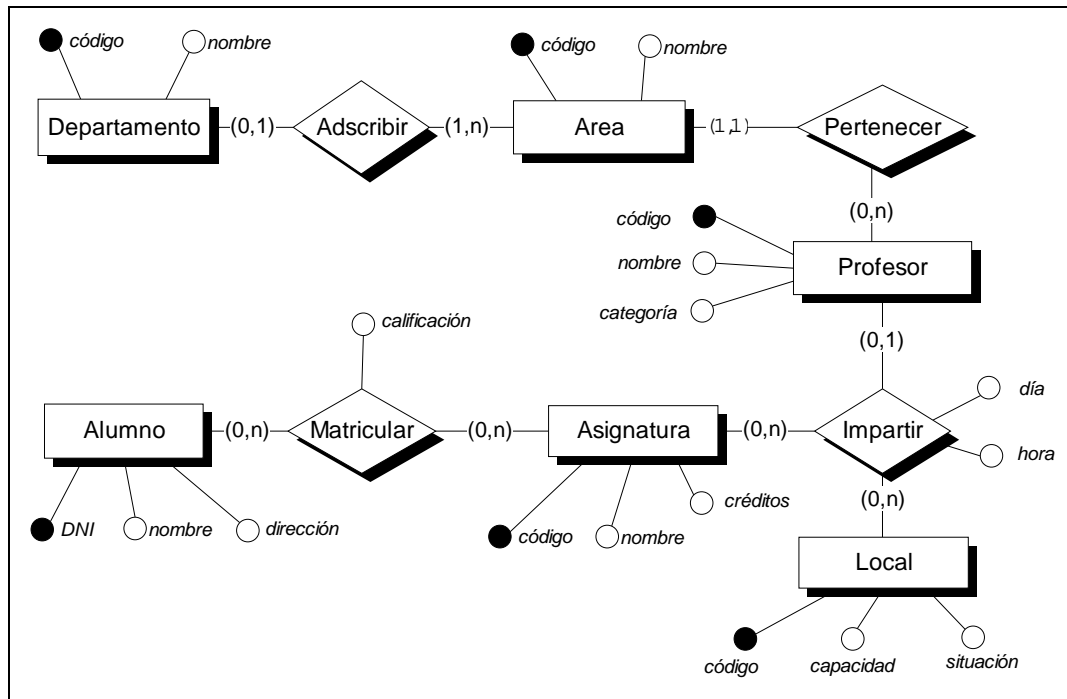 código nombre
código nombre
Departamento (0,1) Adscribir (1,n) Area (1,1) Pertenecer
(0,n)
código
nombre
categoría
Profesor
(0,1)
calificación
día
hora
Alumno (0,n) Matricular (0,n) Asignatura (0,n) Impartir
(0,n)
DNI nombre dirección
código nombre créditos
Local
código capacidad situación